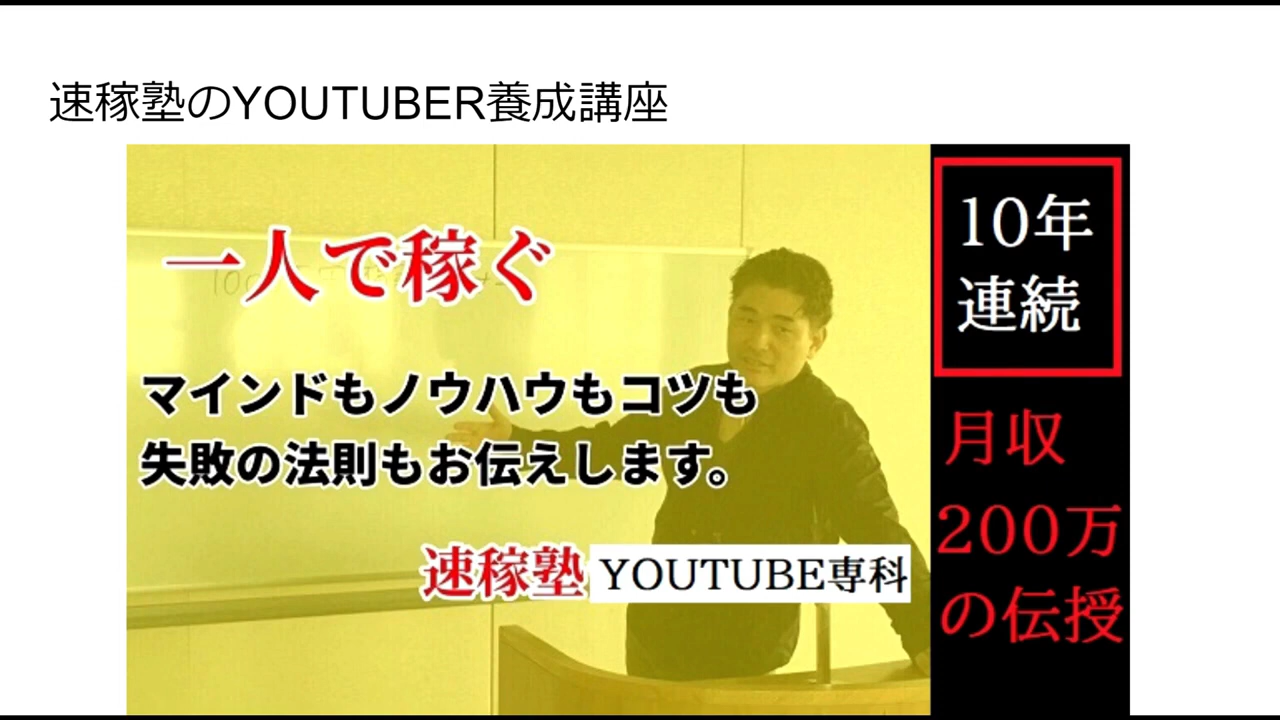 速稼塾のYOUTUBER養成講座
一人で稼ぐ
マインドもノウハウもコツも
失敗の法則もお伝えします。
速稼塾 YOUTUBE専科
10年
連続
月収
200万
の伝授